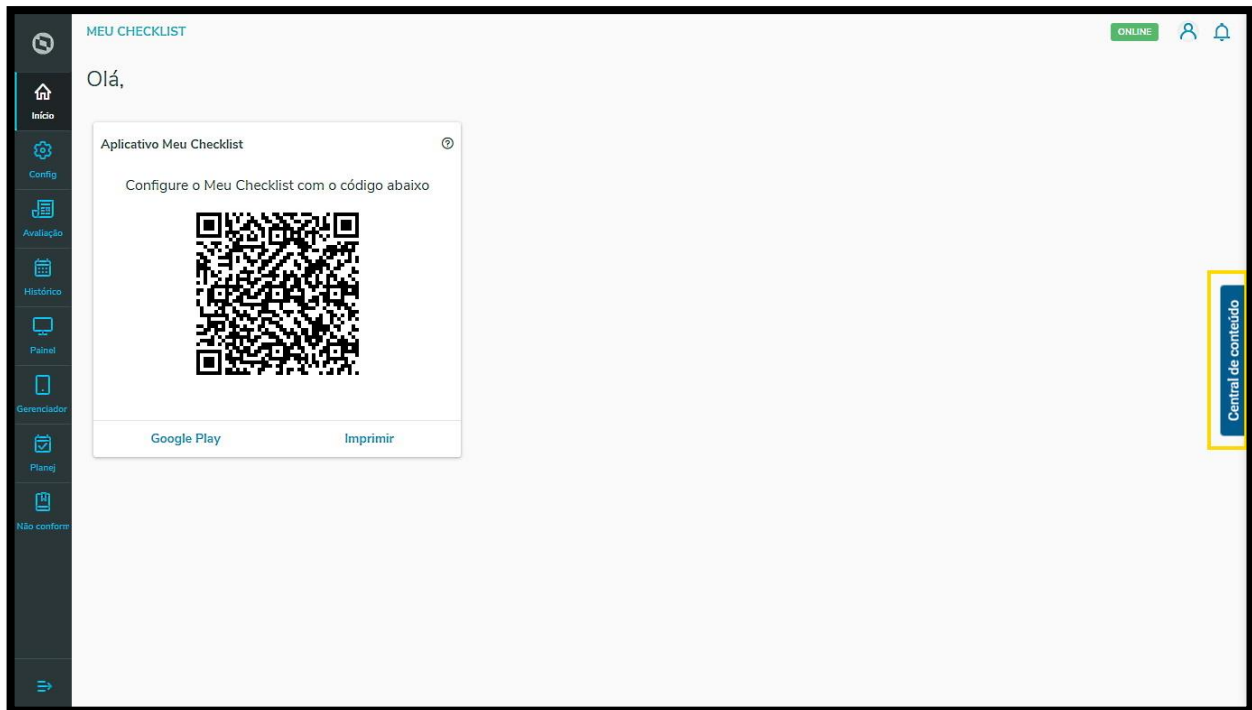 MEU CHECKLIST
ONLINE
Olá,
Início
Config
Avaliação
Histórico
Painel
Gerenciador
Planej
Não conform
Aplicativo Meu Checklist
Configure o Meu Checklist com o código abaixo
Google Play
Imprimir
Central de conteúdo